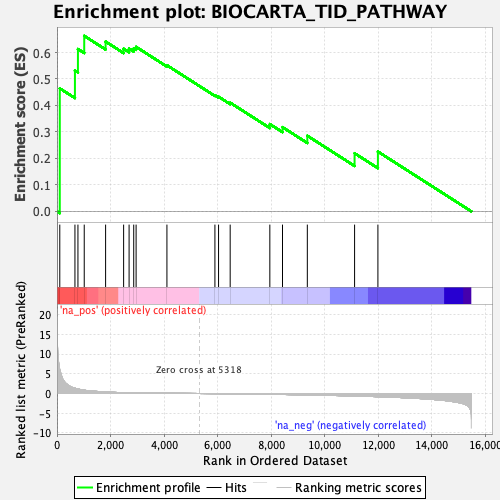 Enrichment plot: BIOCARTA_TID_PATHWAY
Enrichment score (ES)
0.6
0.5
0.4
0.3
0.2
0.1
0.0
'na_pos' (positively correlated)
Ranked list metric (PreRanked)
20
15
10
5
0
-5
-10
Zero cross at 5318
'na_neg' (negatively correlated)
0 2,000 4,000 6,000 8,000 10,000 12,000 14,000 16,000
Rank in Ordered Dataset
Enrichment profile Hits Ranking metric scores